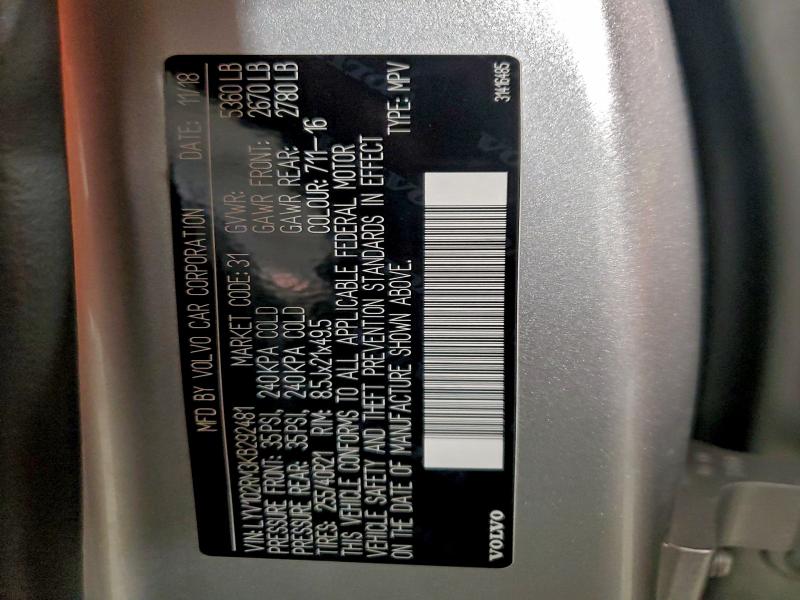 MFD BY VOLVO CAR CORPORATION DATE: 11/18
VIN: LYV102RV3KB292481 MARKET CODE: 31 GVWR: 5380 LB
PRESSURE FRONT: 35PSI, 240KPA COLD GAWR FRONT: 2670 LB
PRESSURE REAR: 35PSI, 240KPA COLD GAWR REAR: 2780 LB
TIRES: 255/40R21 RIM: 8.5Jx21x49.5 COLOUR: 711-16
THIS VEHICLE CONFORMS TO ALL APPLICABLE FEDERAL MOTOR
VEHICLE SAFETY AND THEFT PREVENTION STANDARDS IN EFFECT
ON THE DATE OF MANUFACTURE SHOWN ABOVE. TYPE: MPV
VOLVO 31416485